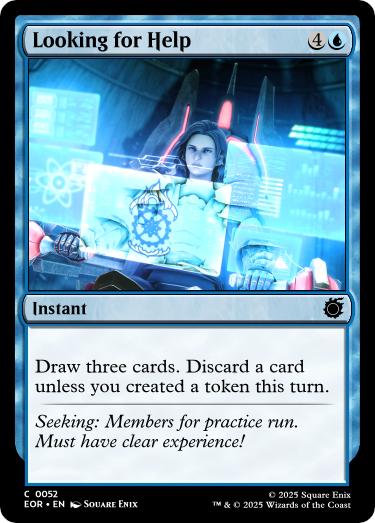 Looking for Help 4
Instant
Draw three cards. Discard a card
unless you created a token this turn.
Seeking: Members for practice run.
Must have clear experience!
C 0052
EOR • EN SQUARE ENIX
© 2025 Square Enix
™ & © 2025 Wizards of the Coast